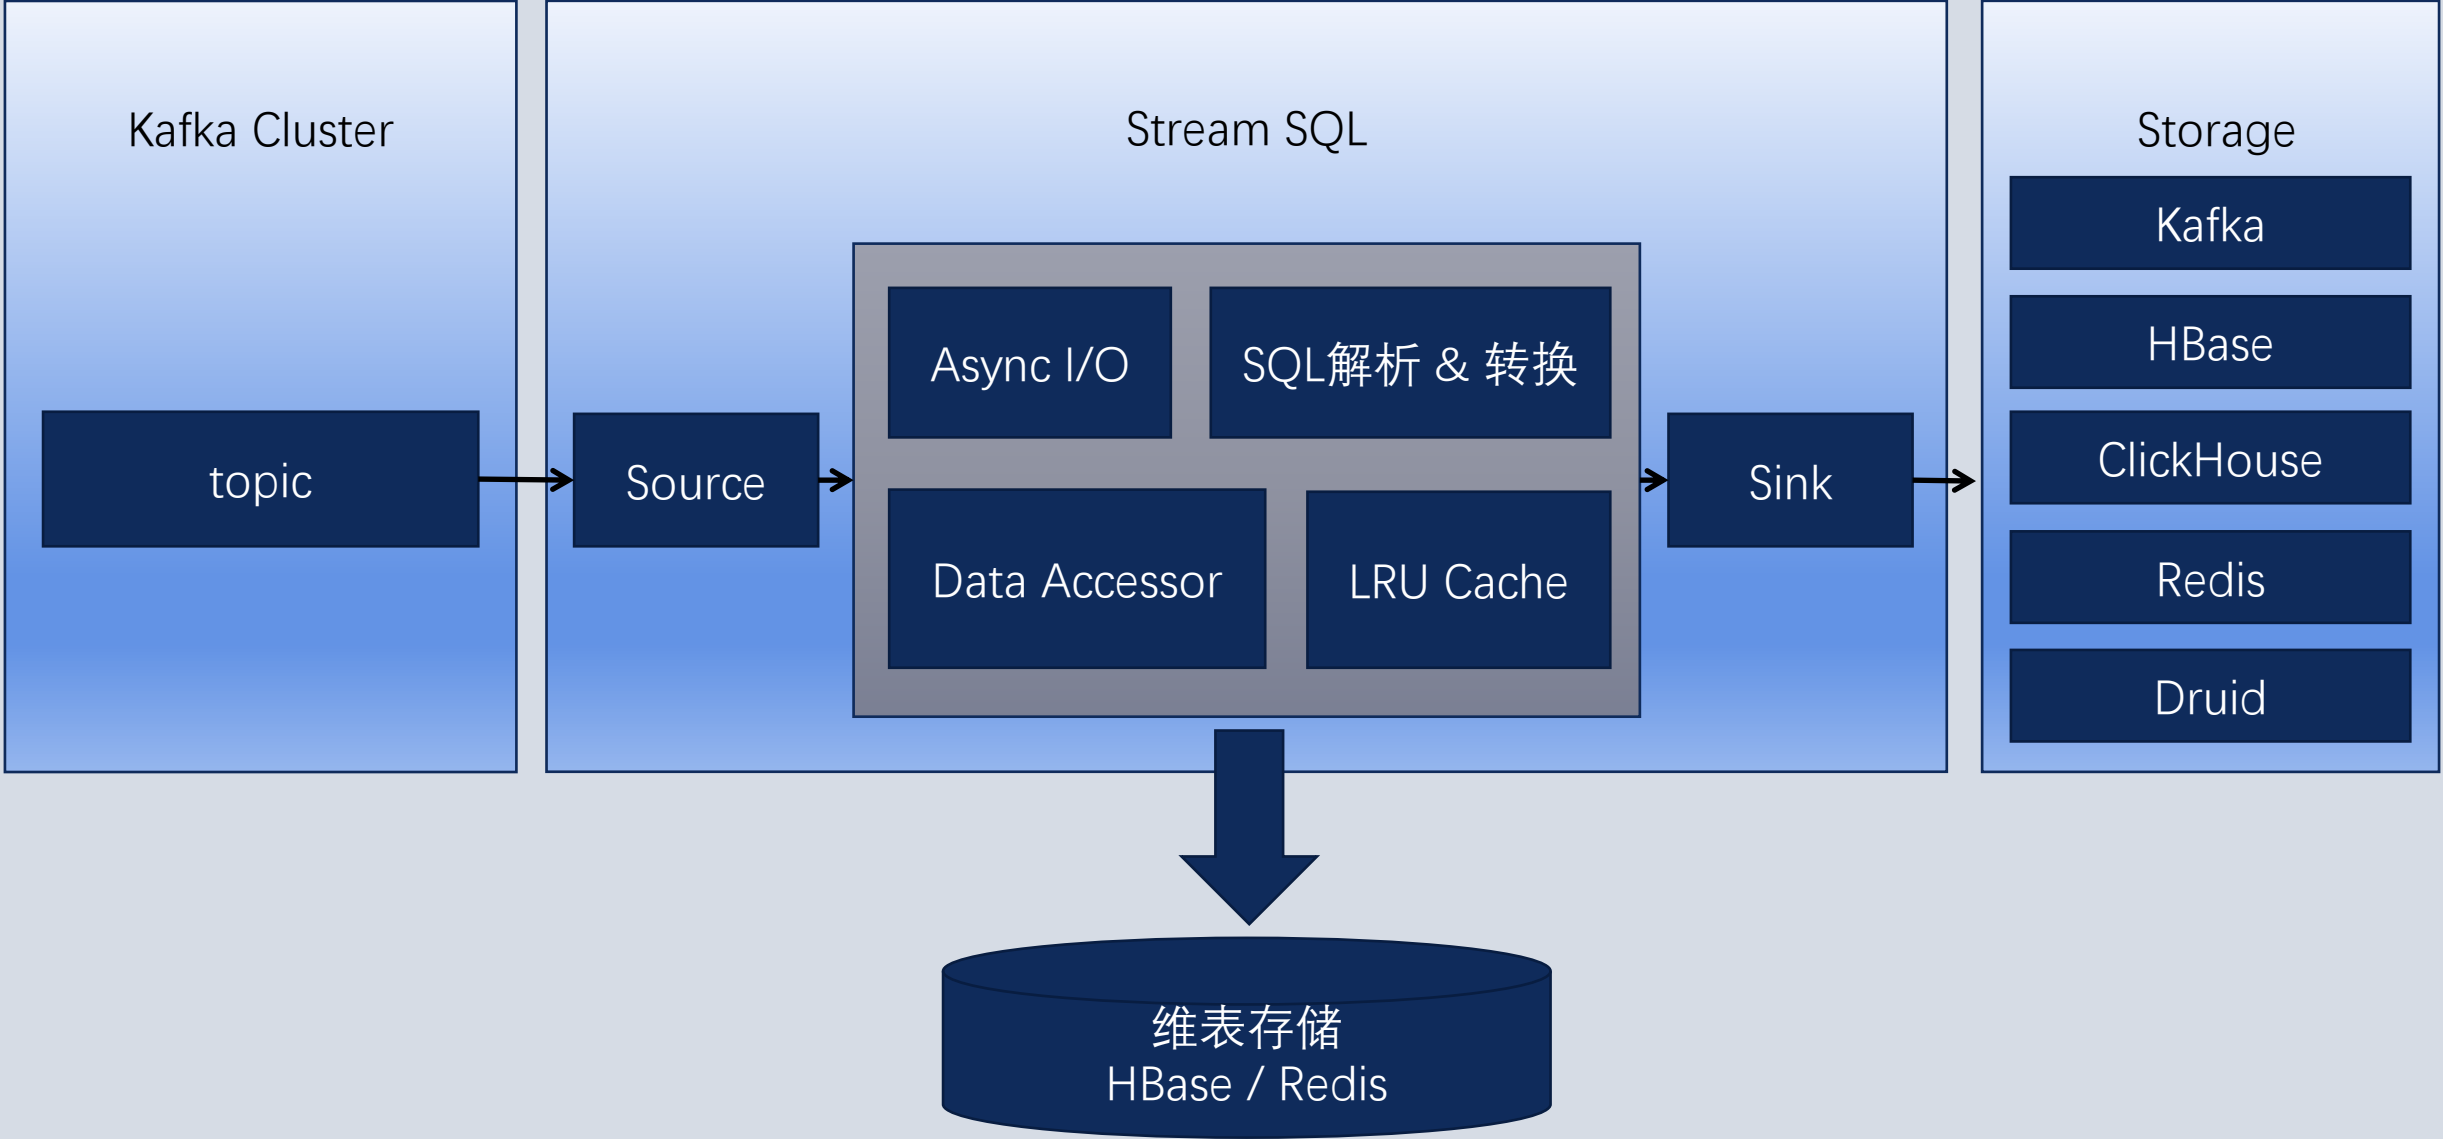 Kafka Cluster
topic
Stream SQL
Source
Async I/O
SQL解析 & 转换
Data Accessor
LRU Cache
Sink
Storage
Kafka
HBase
ClickHouse
Redis
Druid
维表存储
HBase / Redis